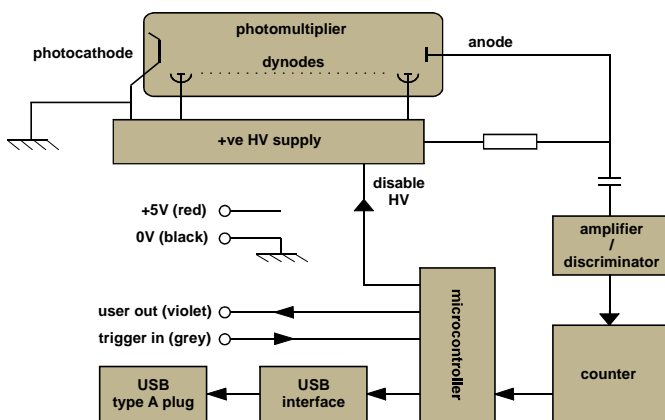 photomultiplier
anode
photocathode
dynodes
+ve HV supply
disable
HV
+5V (red)
0V (black)
amplifier
/
discriminator
user out (violet)
trigger in (grey)
microcontroller
counter
USB
type A plug
USB
interface